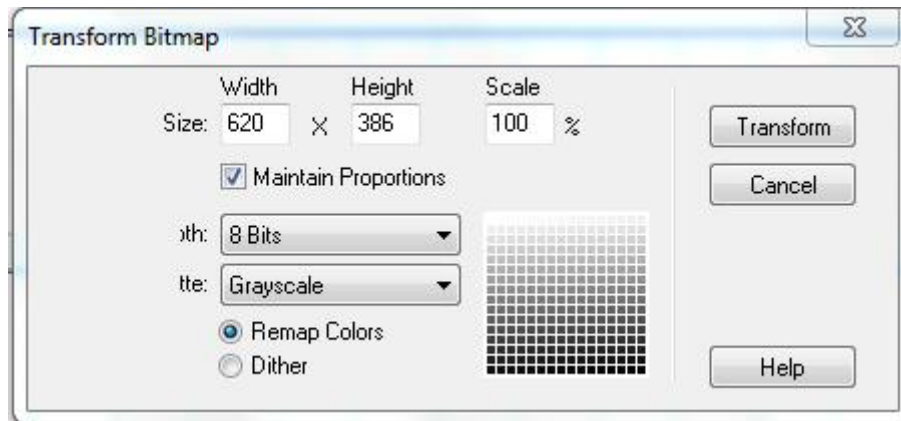 Transform Bitmap
Width Height Scale
Size: 620 X 386 100 %
Maintain Proportions
Transform
Cancel
oth: 8 Bits
tte: Grayscale
Remap Colors
Dither
Help